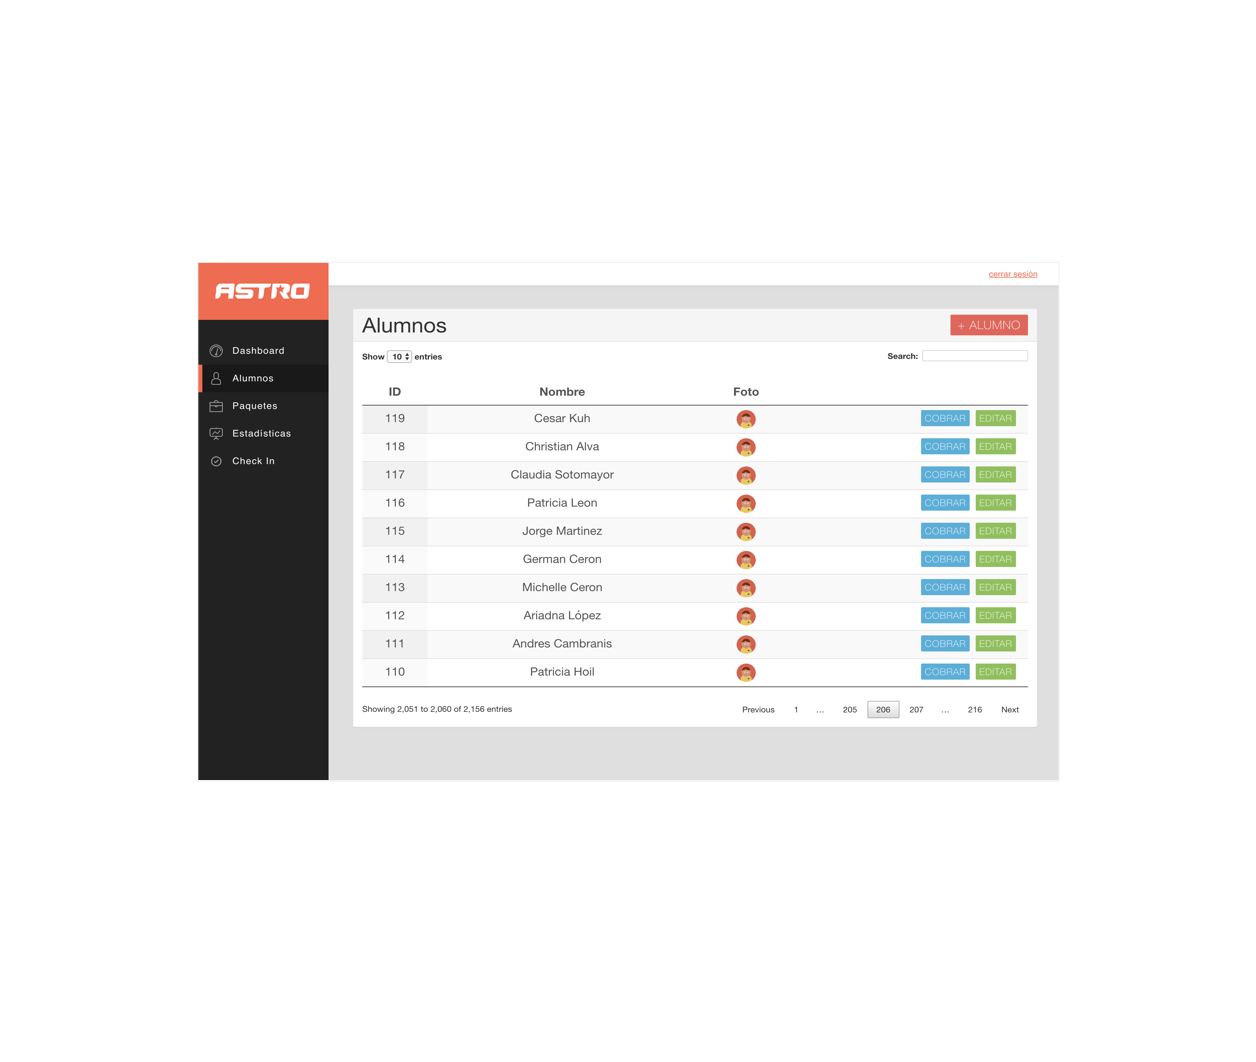 ASTRO
cerrar sesión
Dashboard
Alumnos
Paquetes
Estadísticas
Check In
Alumnos
+ ALUMNO
Show 10 entries
Search:
ID Nombre Foto
119 Cesar Kuh COBRAR EDITAR
118 Christian Alva COBRAR EDITAR
117 Claudia Sotomayor COBRAR EDITAR
116 Patricia Leon COBRAR EDITAR
115 Jorge Martinez COBRAR EDITAR
114 German Ceron COBRAR EDITAR
113 Michelle Ceron COBRAR EDITAR
112 Ariadna López COBRAR EDITAR
111 Andres Cambranis COBRAR EDITAR
110 Patricia Hoil COBRAR EDITAR
Showing 2,051 to 2,060 of 2,156 entries
Previous 1 … 205 206 207 … 216 Next